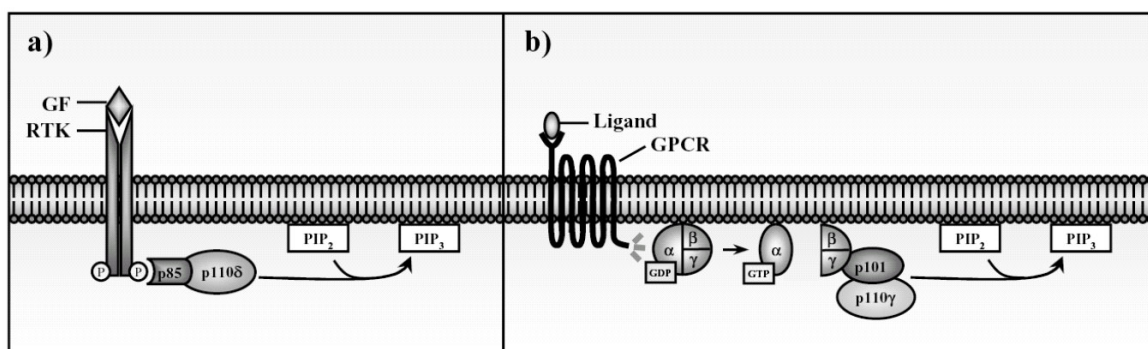 a)
GF
RTK
PIP2
PIP3
P
P
p85
p110δ
b)
Ligand
GPCR
α
β
γ
GDP
α
GTP
β
γ
p101
p110γ
PIP2
PIP3